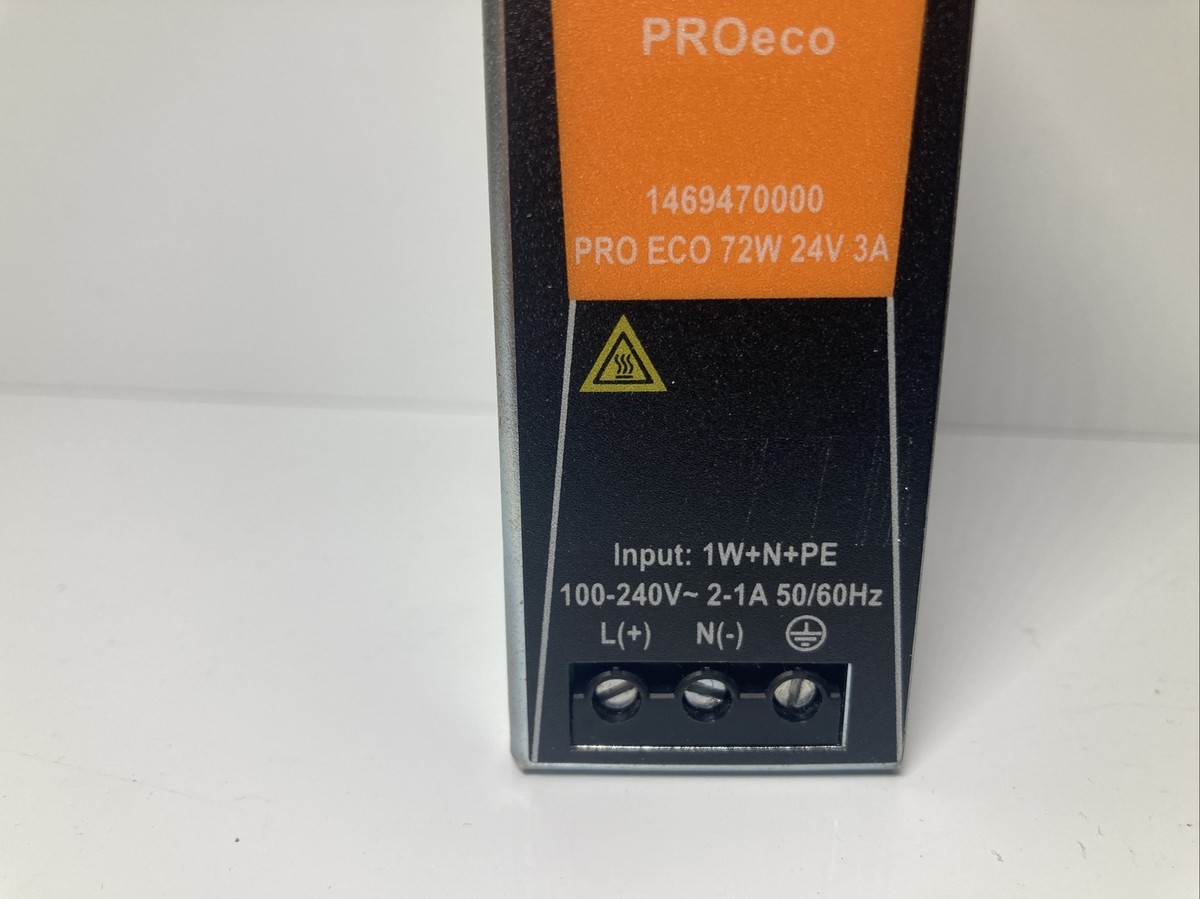 PROeco
1469470000
PRO ECO 72W 24V 3A
Input: 1W+N+PE
100-240V~ 2-1A 50/60Hz
L(+) N(-)